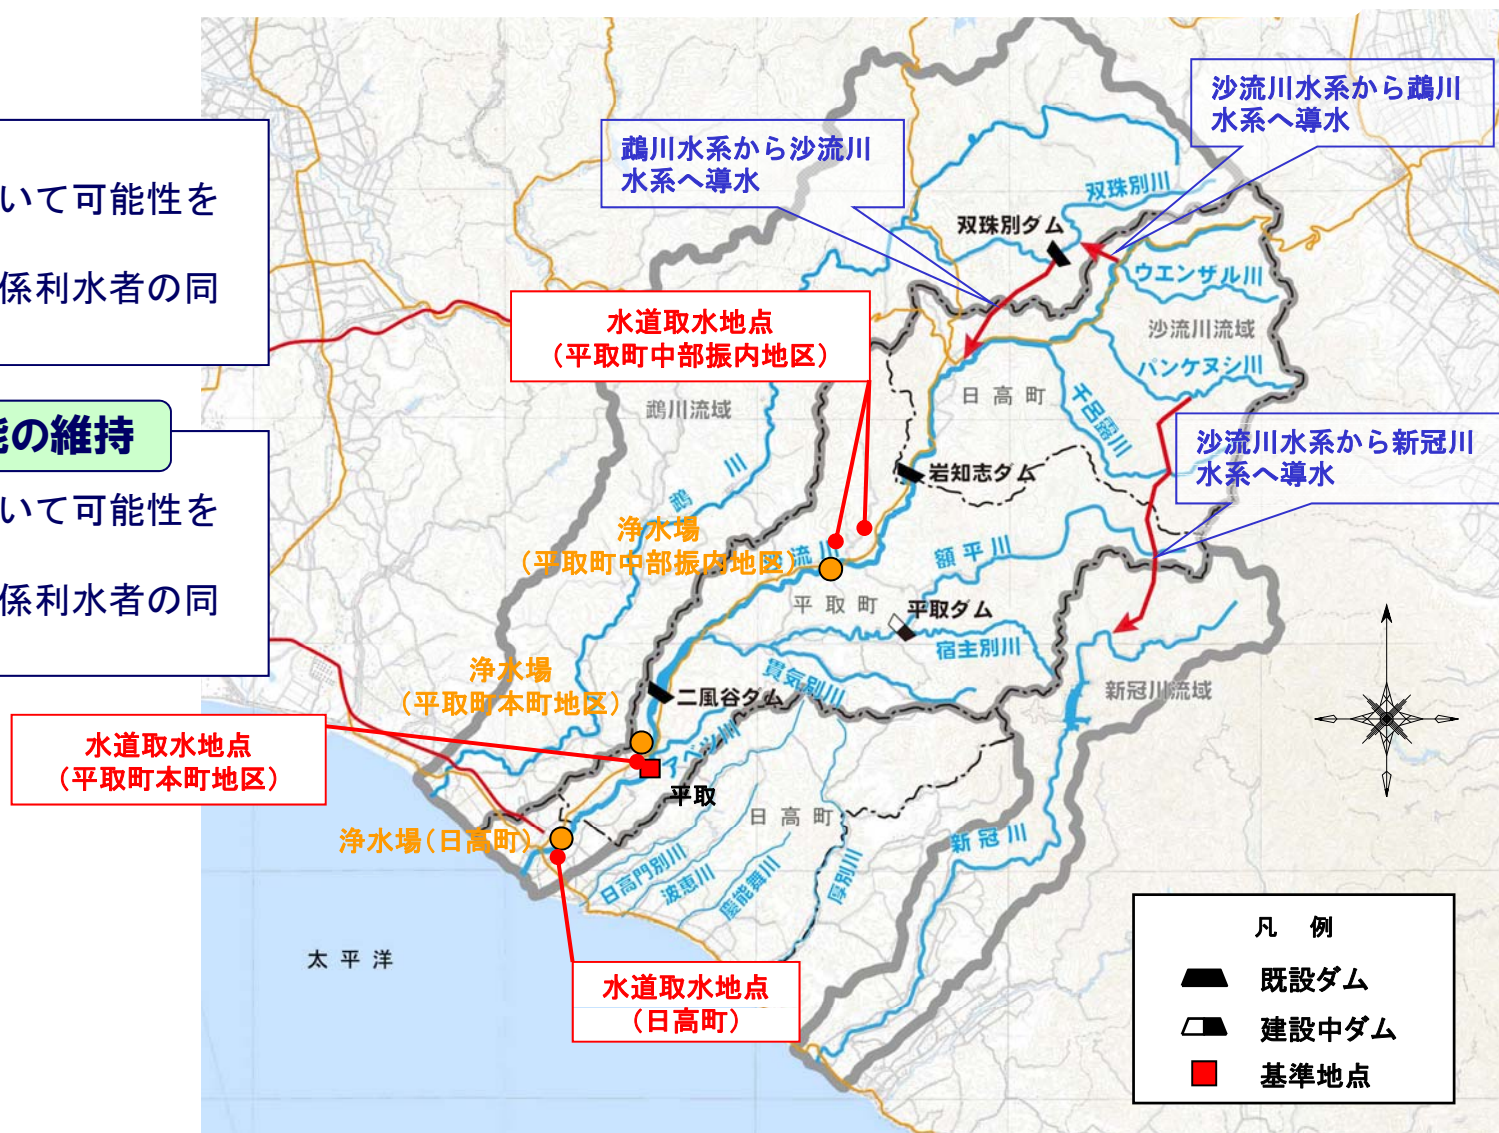 いて可能性を
係利水者の同
能の維持
いて可能性を
係利水者の同
鵡川水系から沙流川
水系へ導水
沙流川水系から鵡川
水系へ導水
双珠別川
双珠別ダム
ウエンザル川
沙流川流域
パンケヌシ川
水道取水地点
（平取町中部振内地区）
日高町
千呂露川
鵡川流域
沙流川水系から新冠川
水系へ導水
岩知志ダム
鵡川
浄水場
（平取町中部振内地区）
流川
額平川
平取町
平取ダム
宿主別川
浄水場
（平取町本町地区）
貫気別川
二風谷ダム
新冠川流域
水道取水地点
（平取町本町地区）
平取
日高町
浄水場（日高町）
新冠川
日高門別川
波恵川
慶能舞川
厚別川
太平洋
水道取水地点
（日高町）
凡例
既設ダム
建設中ダム
基準地点